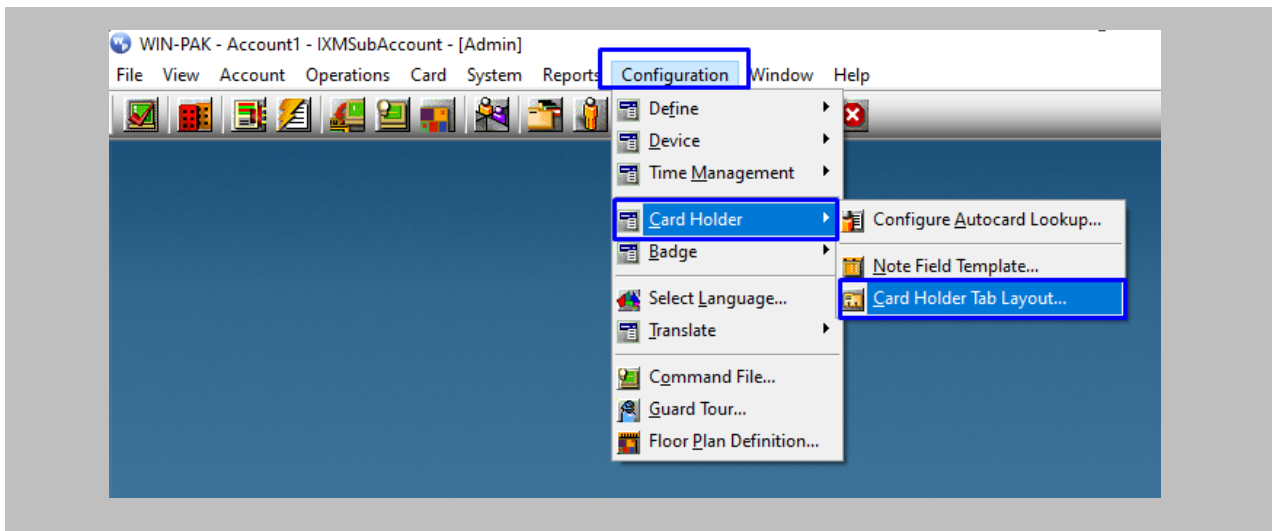 WIN-PAK - Account1 - IXMSubAccount - [Admin]
File View Account Operations Card System Reports Configuration Window Help
Define
Device
Time Management
Card Holder
Configure Autocard Lookup...
Badge
Note Field Template...
Select Language...
Card Holder Tab Layout...
Translate
Command File...
Guard Tour...
Floor Plan Definition...